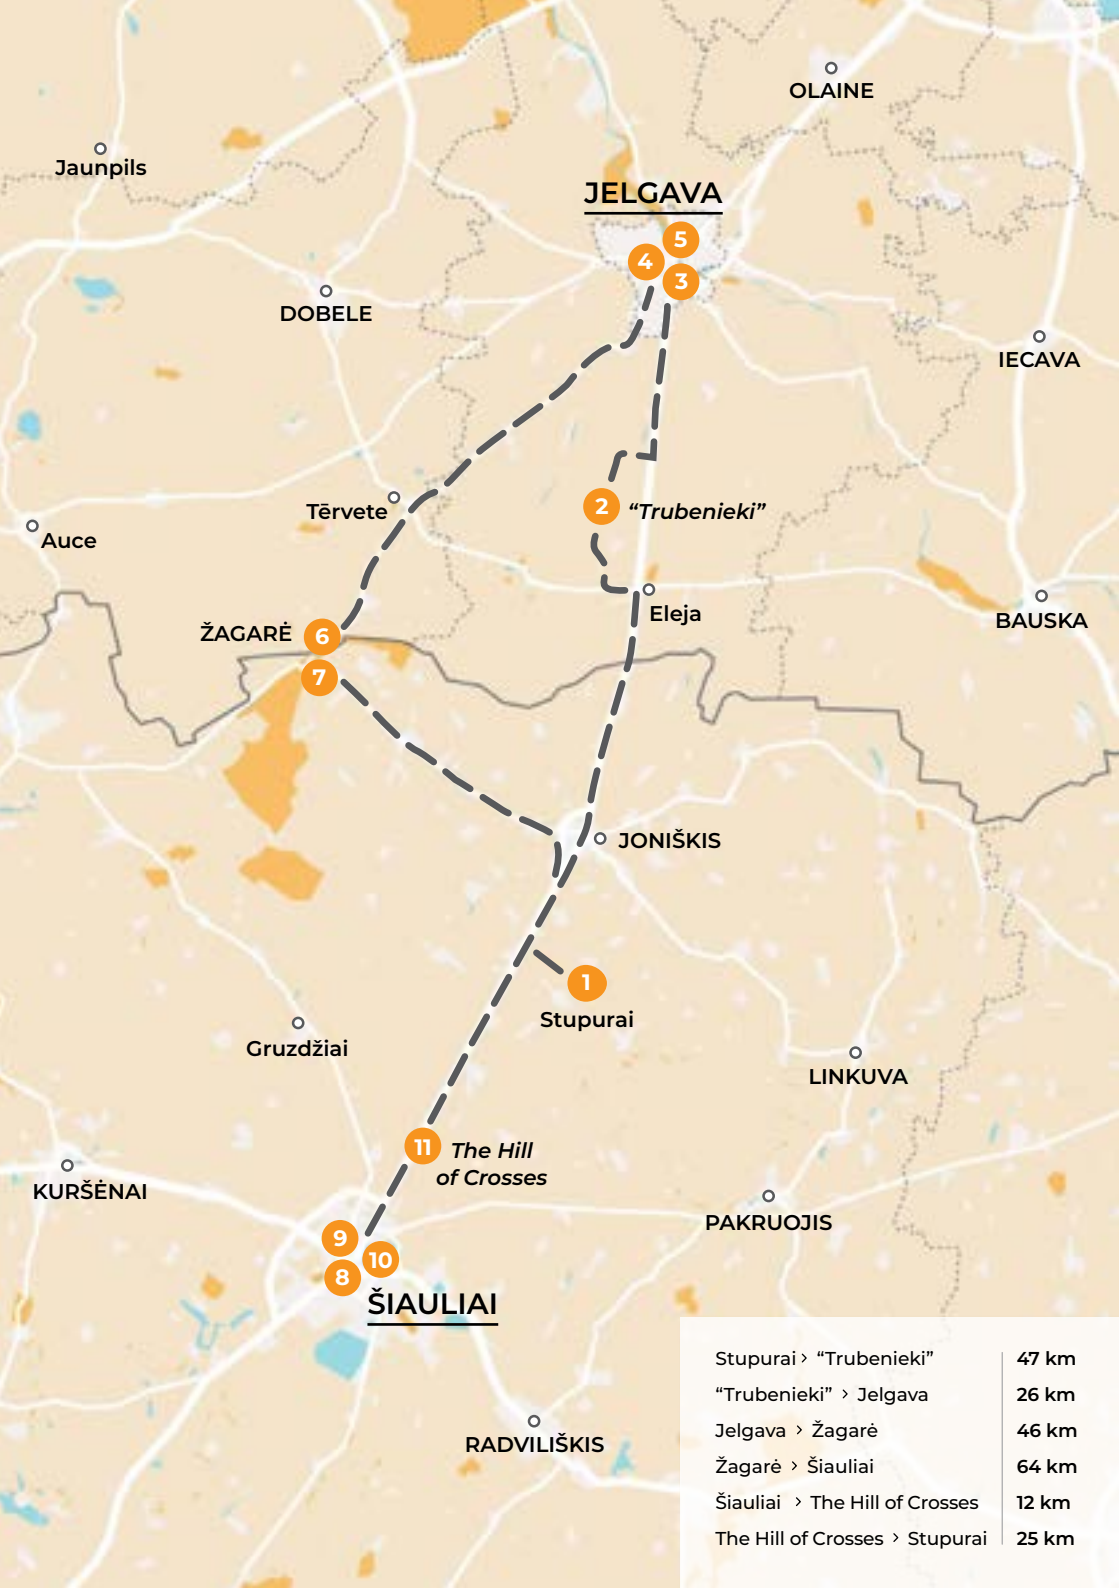 OLAINE
Jaunpils
JELGAVA
5
4
3
DOBELE
IECAVA
Tērvete
2 “Trubenieki”
Auce
Eleja
BAUSKA
ŽAGARĖ 6
7
JONIŠKIS
1
Stupurai
Gruzdžiai
LINKUVA
11 The Hill
of Crosses
KURŠĖNAI
PAKRUOJIS
9
10
8
ŠIAULIAI
RADVILIŠKIS
Stupurai › “Trubenieki” 47 km
“Trubenieki” › Jelgava 26 km
Jelgava › Žagarė 46 km
Žagarė › Šiauliai 64 km
Šiauliai › The Hill of Crosses 12 km
The Hill of Crosses › Stupurai 25 km